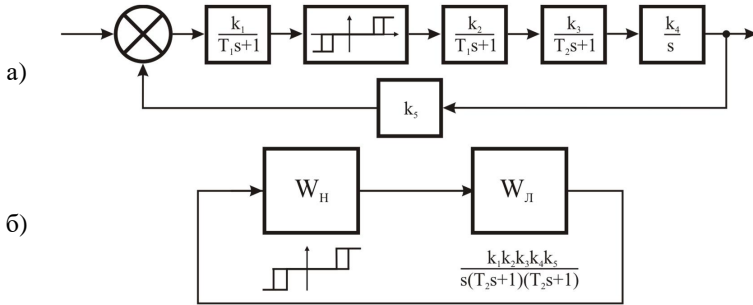 а)
k₁
T₁s+1
k₂
T₁s+1
k₃
T₂s+1
k₄
s
k₅
б)
Wн
Wл
k₁k₂k₃k₄k₅
s(T₂s+1)(T₂s+1)